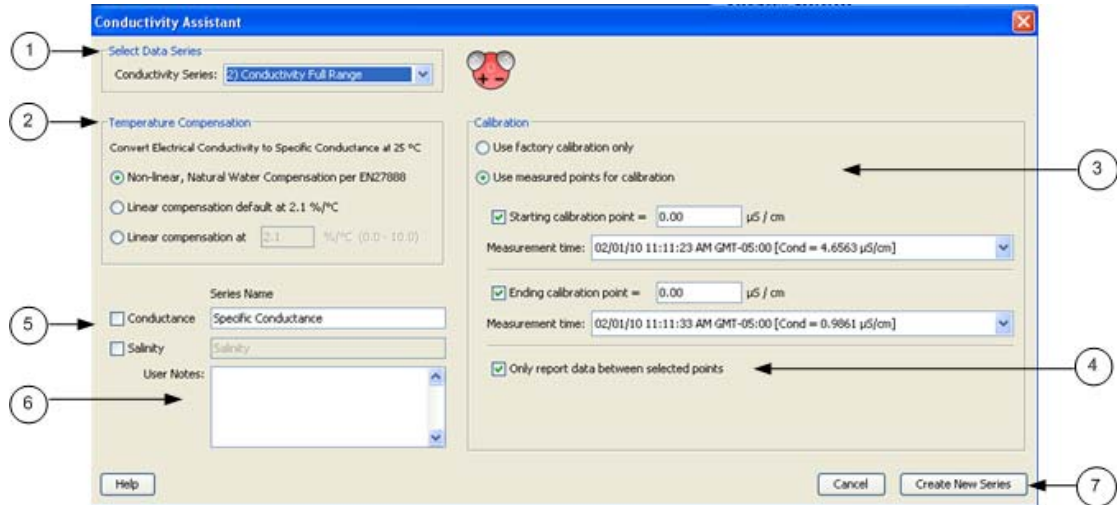 Conductivity Assistant
1
Select Data Series
Conductivity Series: 2) Conductivity Full Range
2
Temperature Compensation
Convert Electrical Conductivity to Specific Conductance at 25 ºC
Non-linear, Natural Water Compensation per EN27888
Linear compensation default at 2.1 %/ºC
Linear compensation at 2.1 %/ºC (0.0 - 10.0)
Calibration
Use factory calibration only
3
Use measured points for calibration
Starting calibration point = 0.00 µS / cm
Measurement time: 02/01/10 11:11:23 AM GMT-05:00 [Cond = 4.6563 µS/cm]
Ending calibration point = 0.00 µS / cm
Measurement time: 02/01/10 11:11:33 AM GMT-05:00 [Cond = 0.9861 µS/cm]
Only report data between selected points
4
Series Name
5
Conductance Specific Conductance
Salinity Salinity
User Notes:
6
Help
Cancel
Create New Series
7